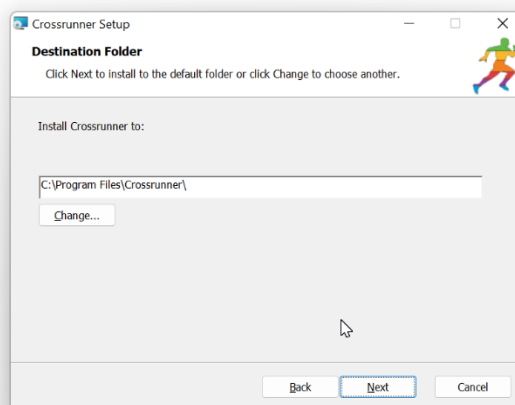 Crossrunner Setup
Destination Folder
Click Next to install to the default folder or click Change to choose another.
Install Crossrunner to:
C:\Program Files\Crossrunner\
Change...
Back Next Cancel